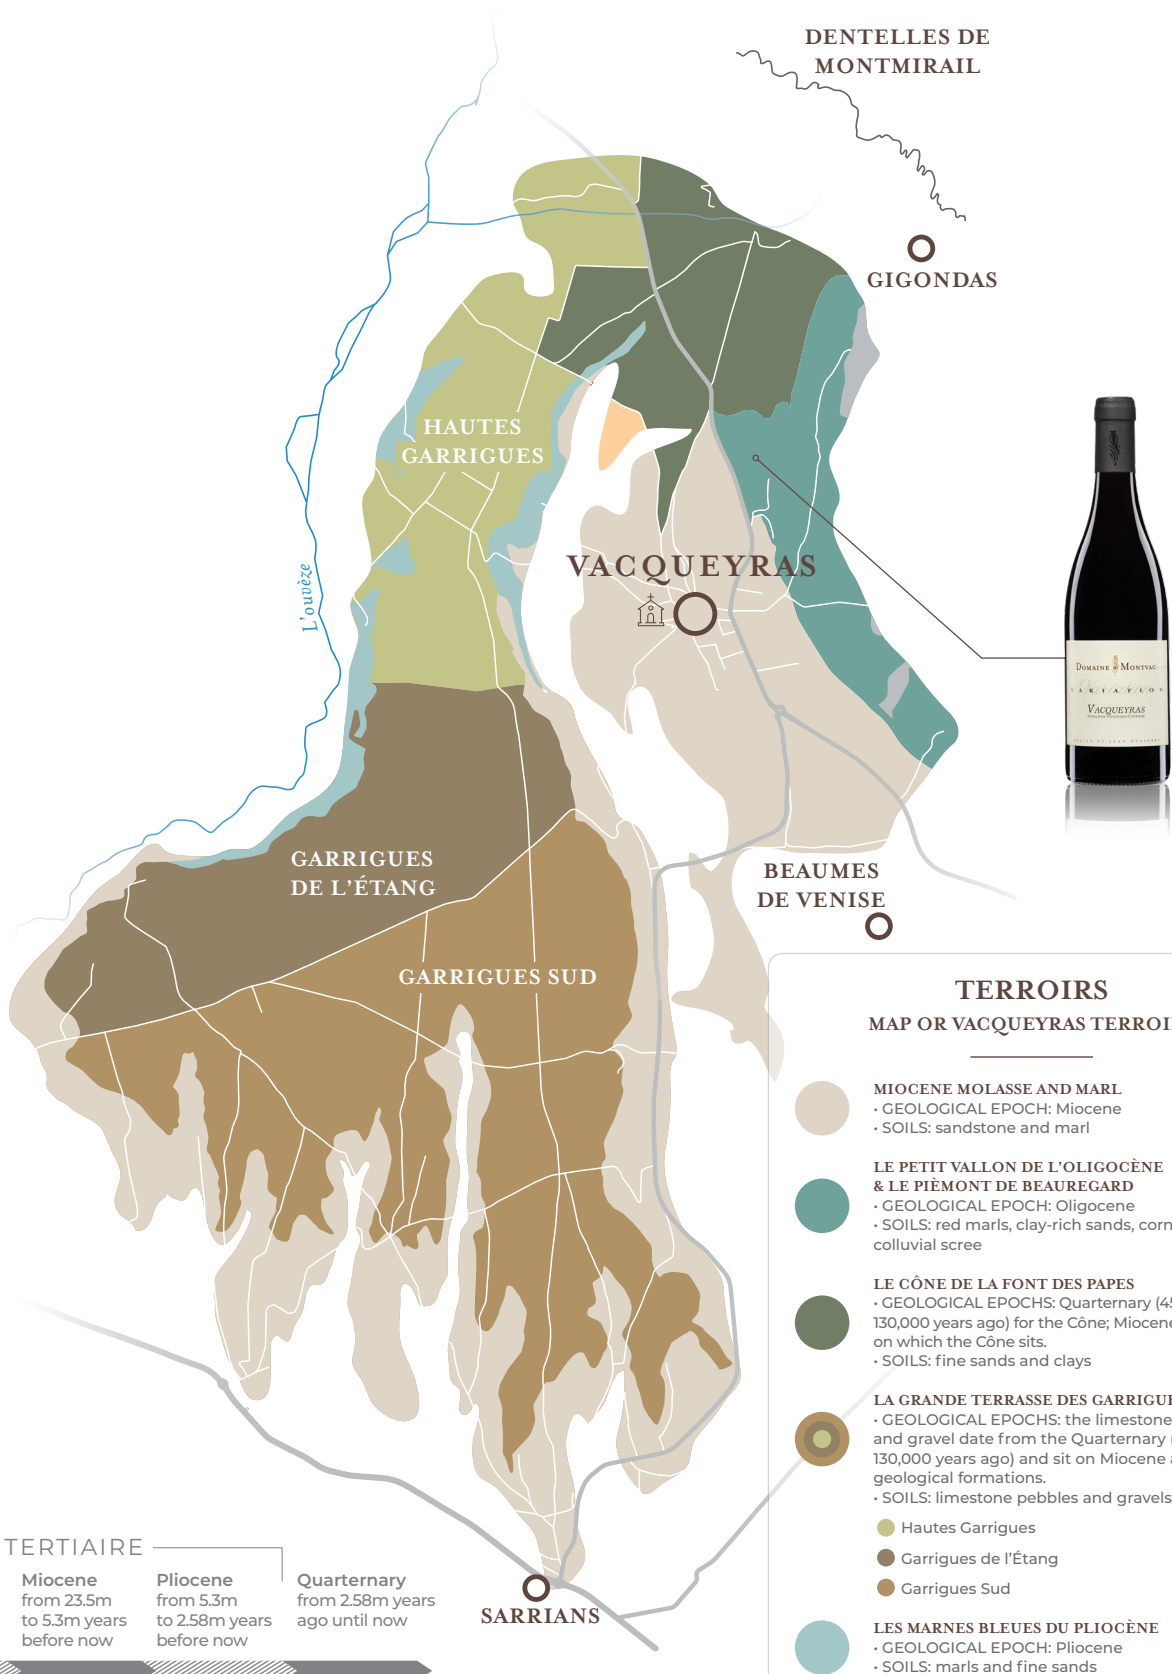 DENTELLES DE
MONTMIRAIL
GIGONDAS
HAUTES
GARRIGUES
L'ouvèze
VACQUEYRAS
DOMAINE MONTVAC
VARIATION
VACQUEYRAS
GARRIGUES
DE L'ÉTANG
BEAUMES
DE VENISE
GARRIGUES SUD
SARRIANS
TERROIRS
MAP OR VACQUEYRAS
MIOCENE MOLASSE AND MARL
• GEOLOGICAL EPOCH: Miocene
• SOILS: sandstone and marl
LE PETIT VALLON DE L'OLIGOCÈNE
& LE PIÈMONT DE BEAUREGARD
• GEOLOGICAL EPOCH: Oligocene
• SOILS: red marls, clay-rich sands,
colluvial scree
LE CÔNE DE LA FONT DES PAPES
• GEOLOGICAL EPOCHS: Quarternary
130,000 years ago) for the Cône; Miocene
on which the Cône sits.
• SOILS: fine sands and clays
LA GRANDE TERRASSE DES
• GEOLOGICAL EPOCHS: the limestone
and gravel date from the Quarternary
130,000 years ago) and sit on Miocene
geological formations.
• SOILS: limestone pebbles and gravels
Hautes Garrigues
Garrigues de l'Étang
Garrigues Sud
LES MARNES BLEUES DU PLIOCÈNE
• GEOLOGICAL EPOCH: Pliocene
• SOILS: marls and fine sands
TERTIAIRE
Miocene
from 23.5m
to 5.3m years
before now
Pliocene
from 5.3m
to 2.58m years
before now
Quarternary
from 2.58m years
ago until now